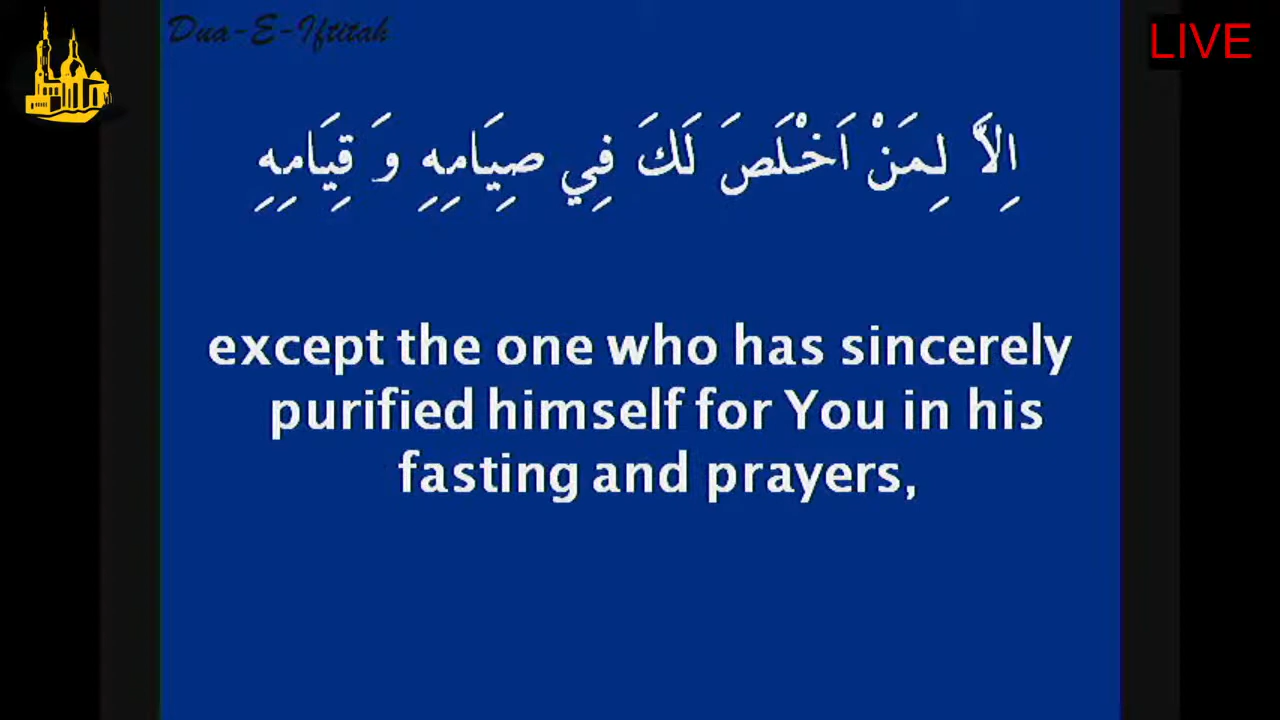 Dua-E-Iftitah
LIVE
اِلَّا لِمَنْ اَخْلَصَ لَكَ فِي صِيَامِهِ وَ قِيَامِهِ
except the one who has sincerely
purified himself for You in his
fasting and prayers,